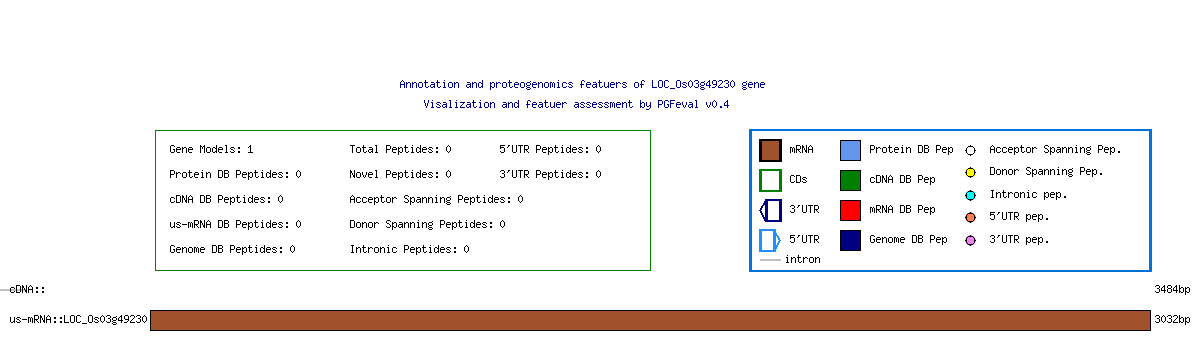 Annotation and proteogenomics featuers of LOC_Os03g49230 gene
Visalization and featuer assessment by PGFeval v0.4
Gene Models: 1 Total Peptides: 0 5'UTR Peptides: 0
Protein DB Peptides: 0 Novel Peptides: 0 3'UTR Peptides: 0
cDNA DB Peptides: 0 Acceptor Spanning Peptides: 0
us-mRNA DB Peptides: 0 Donor Spanning Peptides: 0
Genome DB Peptides: 0 Intronic Peptides: 0
mRNA Protein DB Pep Acceptor Spanning Pep.
CDs cDNA DB Pep Donor Spanning Pep.
3'UTR mRNA DB Pep Intronic pep.
5'UTR Genome DB Pep 5'UTR pep.
intron 3'UTR pep.
cDNA:: 3484bp
us-mRNA::LOC_Os03g49230 3032bp